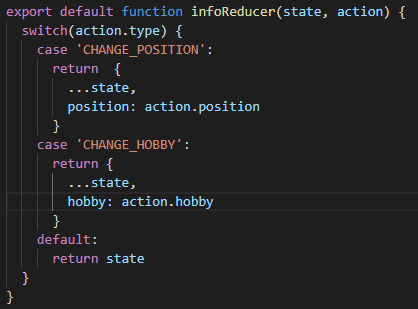 export default function infoReducer(state, action) {
  switch(action.type) {
    case 'CHANGE_POSITION':
      return  {
        ...state,
        position: action.position
      }
    case 'CHANGE_HOBBY':
      return {
        ...state,
        hobby: action.hobby
      }
    default:
      return state
  }
}